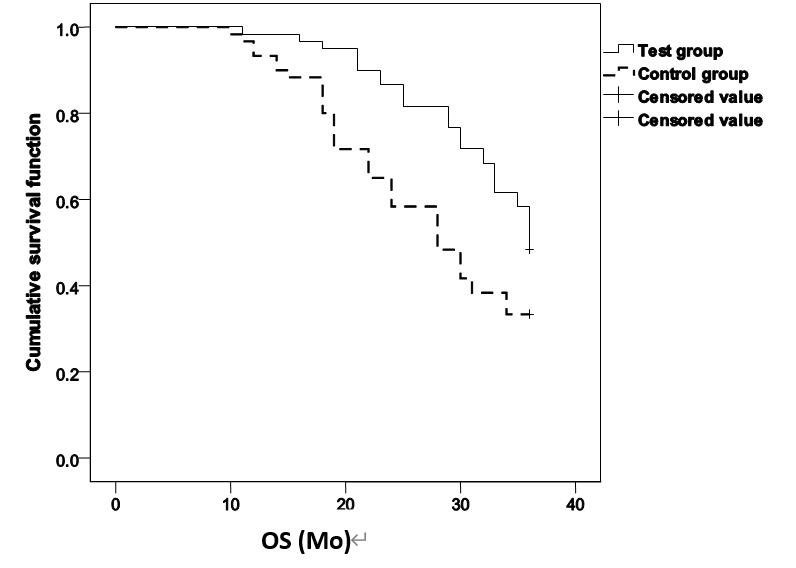 Cumulative survival function
1.0
0.8
0.6
0.4
0.2
0.0
0
10
20
30
40
OS (Mo)↵
Test group
Control group
Censored value
Censored value